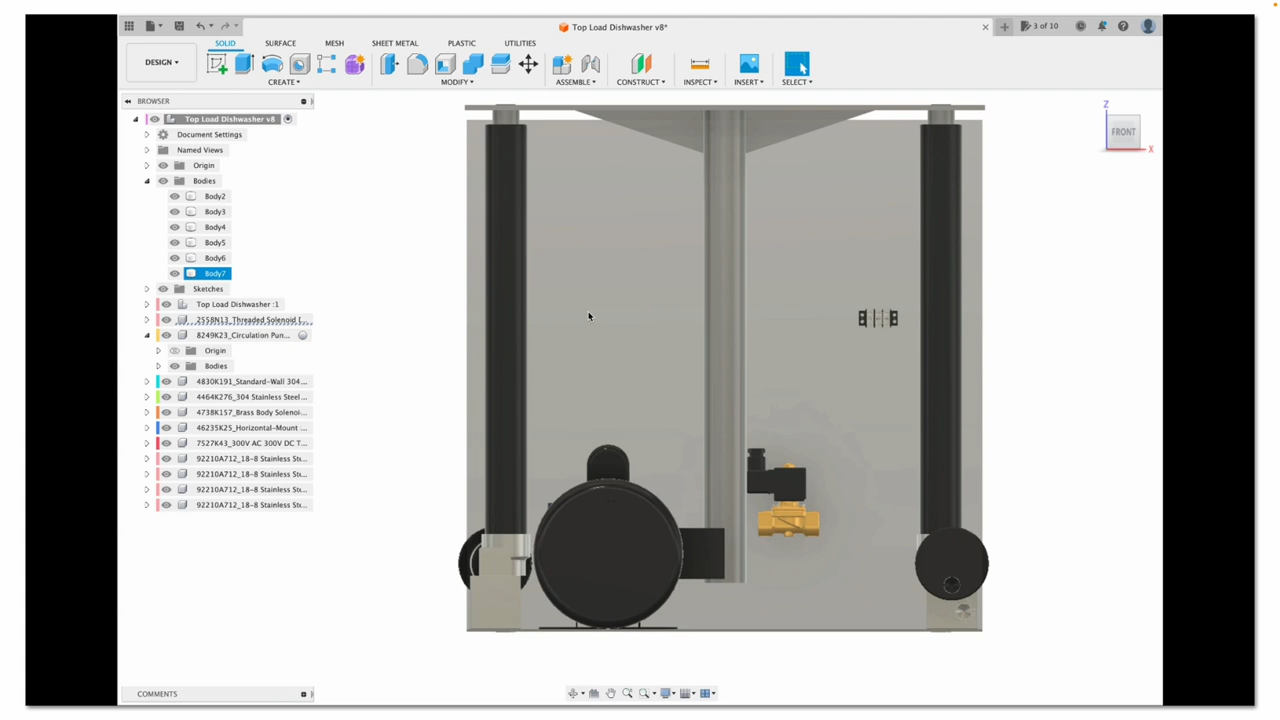 Top Load Dishwasher v8*
3 of 10
DESIGN
SOLID
SURFACE
MESH
SHEET METAL
PLASTIC
UTILITIES
CREATE
MODIFY
ASSEMBLE
CONSTRUCT
INSPECT
INSERT
SELECT
BROWSER
Top Load Dishwasher v8
Document Settings
Named Views
Origin
Bodies
Body2
Body3
Body4
Body5
Body6
Body7
Sketches
Top Load Dishwasher :1
2558N13_Threaded Solenoid
8249K23_Circulation Pun...
Origin
Bodies
4830K191_Standard-Wall 304...
4464K276_304 Stainless Steel...
4738K157_Brass Body Solenoi...
46235K25_Horizontal-Mount
7527K43_300V AC 300V DC T...
92210A712_18-8 Stainless Ste...
92210A712_18-8 Stainless Ste...
92210A712_18-8 Stainless Ste...
92210A712_18-8 Stainless Ste...
Z
FRONT
X
COMMENTS